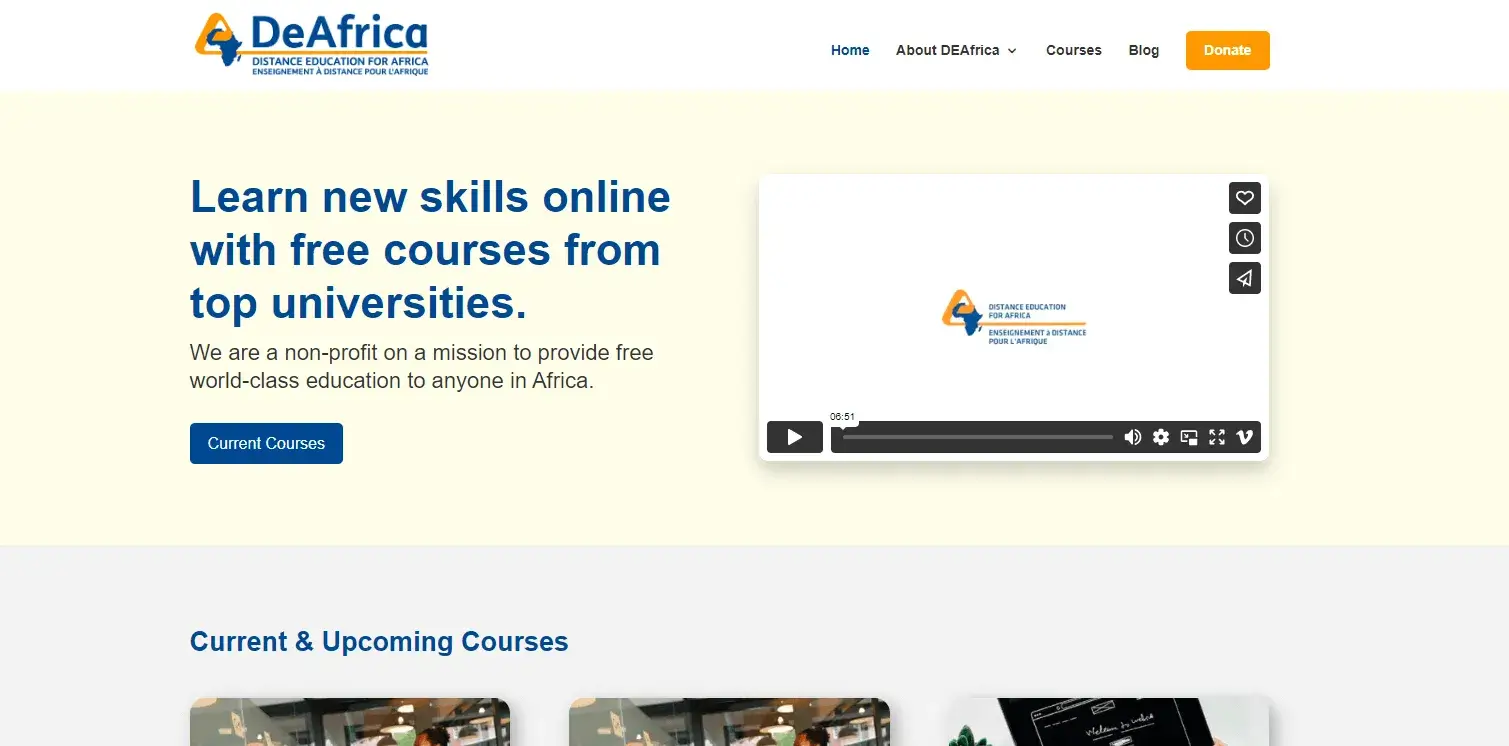 DeAfrica
DISTANCE EDUCATION FOR AFRICA
ENSEIGNEMENT À DISTANCE POUR L'AFRIQUE
Home
About DEAfrica
Courses
Blog
Donate
Learn new skills online
with free courses from
top universities.
We are a non-profit on a mission to provide free
world-class education to anyone in Africa.
Current Courses
DISTANCE EDUCATION
FOR AFRICA
ENSEIGNEMENT à DISTANCE
POUR L'AFRIQUE
06:51
Current & Upcoming Courses